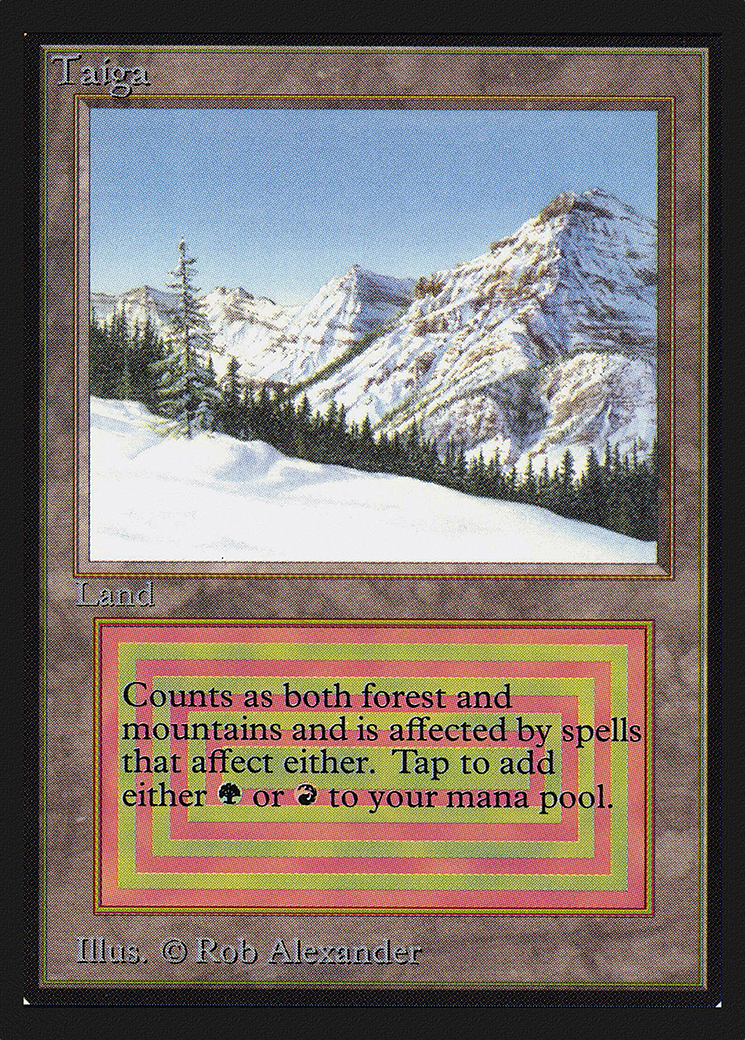 Taiga
Land
Counts as both forest and
mountains and is affected by spells
that affect either. Tap to add
either or to your mana pool.
Illus. © Rob Alexander